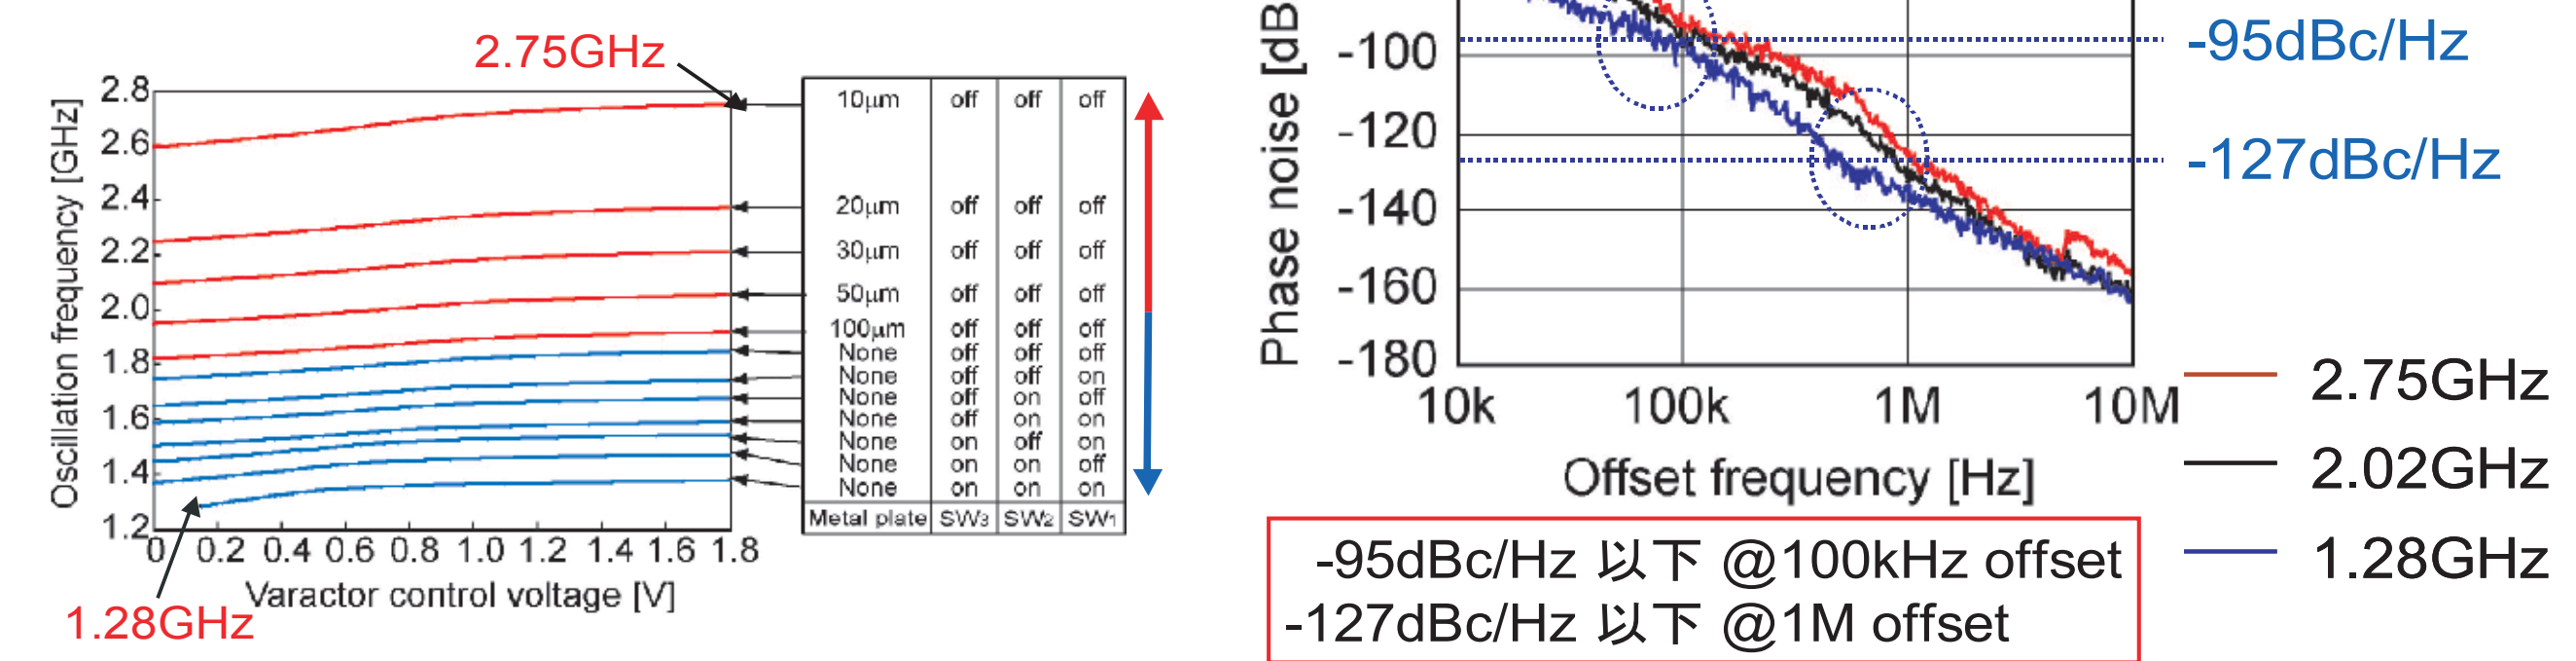 2.75GHz
Oscillation frequency [GHz]
2.8
2.6
2.4
2.2
2.0
1.8
1.6
1.4
1.2
0 0.2 0.4 0.6 0.8 1.0 1.2 1.4 1.6 1.8
Varactor control voltage [V]
1.28GHz
10μm off off off
20μm off off off
30μm off off off
50μm off off off
100μm off off off
None off off off
None off off on
None off on off
None off on on
None on off on
None on on off
None on on on
Metal plate SW3 SW2 SW1
Phase noise [dB
-100
-120
-140
-160
-180
10k 100k 1M 10M
Offset frequency [Hz]
-95dBc/Hz
-127dBc/Hz
2.75GHz
2.02GHz
1.28GHz
-95dBc/Hz 以下 @100kHz offset
-127dBc/Hz 以下 @1M offset